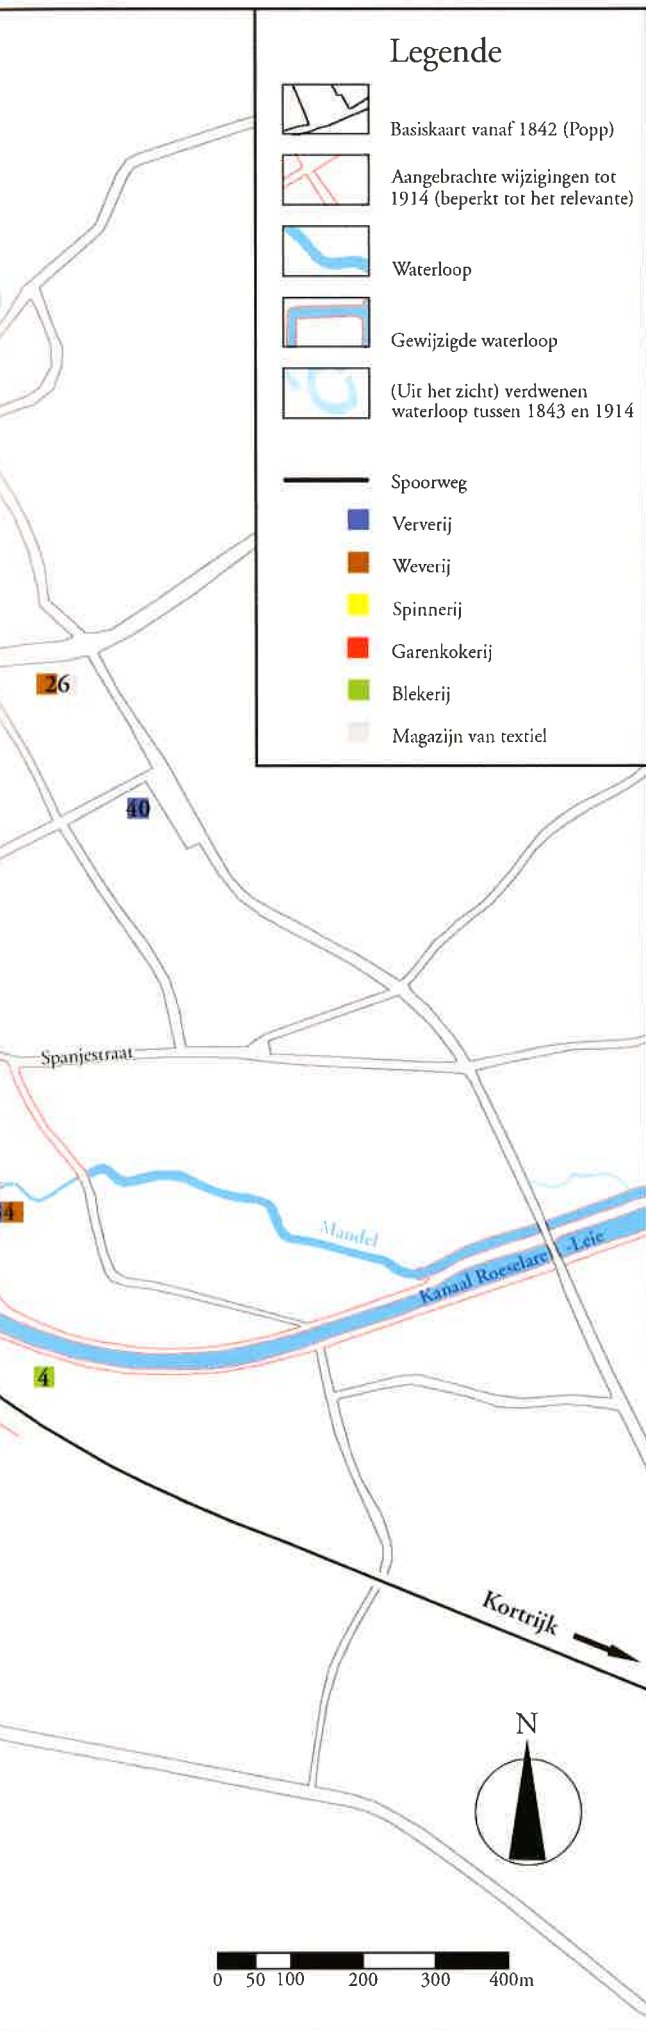 Legende
Basiskaart vanaf 1842 (Popp)
Aangebrachte wijzigingen tot
1914 (beperkt tot het relevante)
Waterloop
Gewijzigde waterloop
(Uit het zicht) verdwenen
waterloop tussen 1843 en 1914
Spoorweg
Ververij
Weverij
Spinnerij
Garenkokerij
Blekerij
Magazijn van textiel
26
40
Spanjestraat
4
Mandel
Kanaal Roeselare -Leie
4
Kortrijk
N
0 50 100 200 300 400m